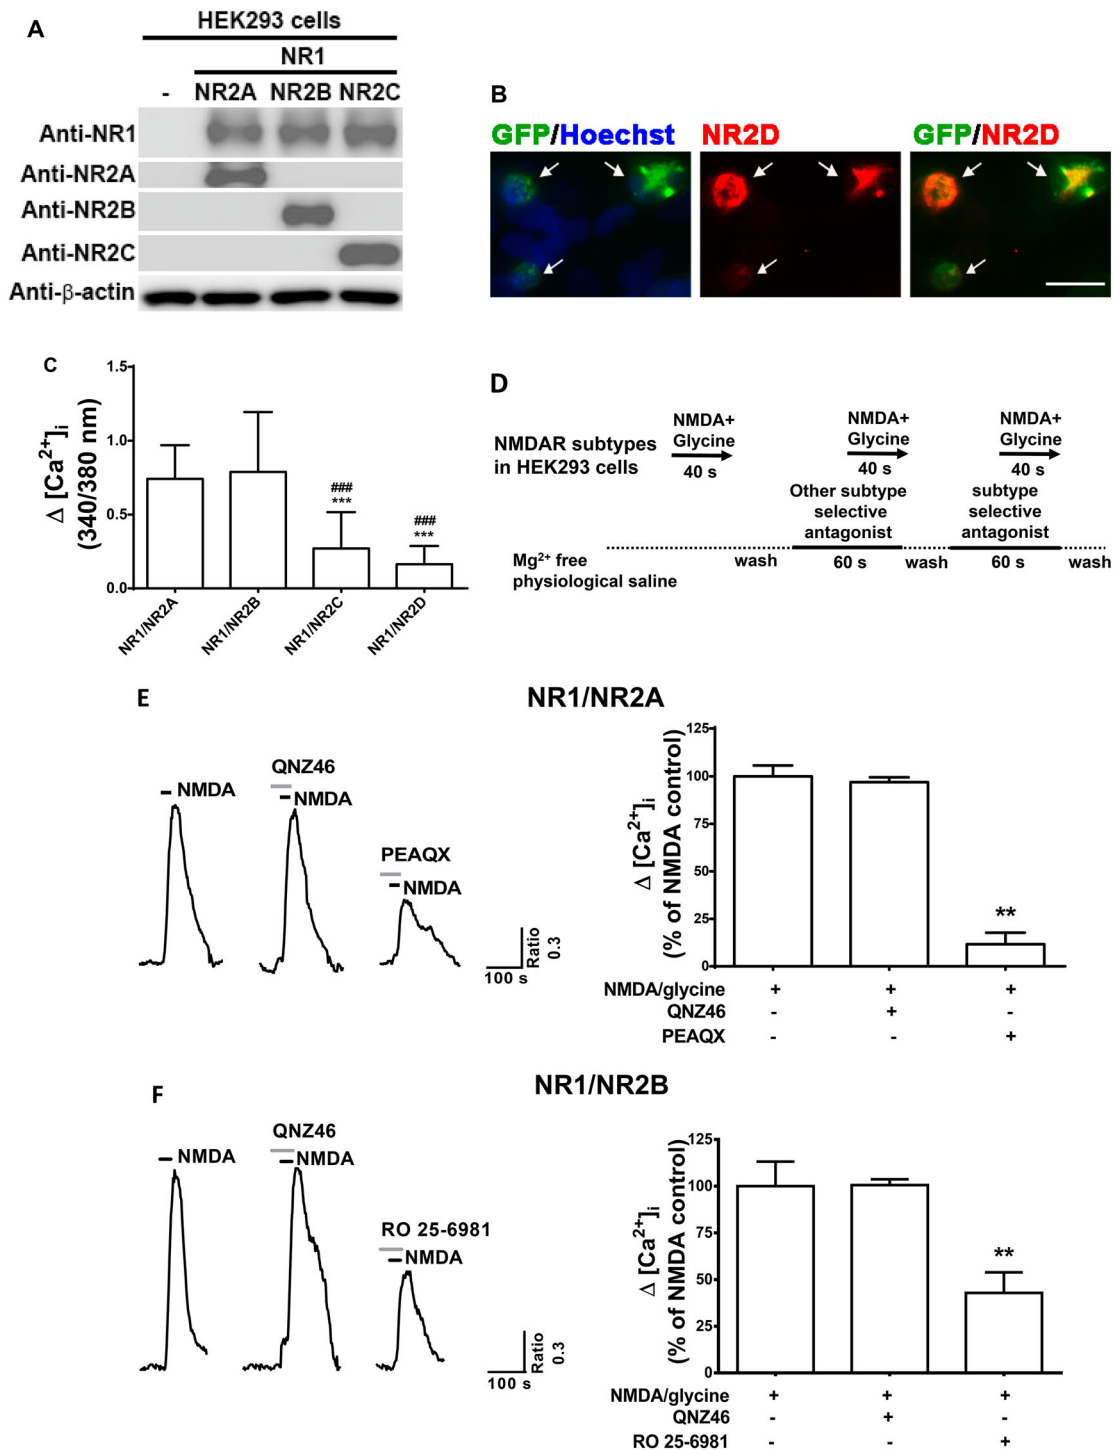 A
HEK293 cells
NR1
- NR2A NR2B NR2C
Anti-NR1
Anti-NR2A
Anti-NR2B
Anti-NR2C
Anti-β-actin
B
GFP/Hoechst NR2D GFP/NR2D
C
Δ [Ca²⁺]i
(340/380 nm)
1.5
1.0
0.5
0.0
###
***
###
***
NR1/NR2A
NR1/NR2B
NR1/NR2C
NR1/NR2D
D
NMDAR subtypes
in HEK293 cells
NMDA+
Glycine
40 s
NMDA+
Glycine
40 s
Other subtype
selective
antagonist
NMDA+
Glycine
40 s
subtype
selective
antagonist
Mg²⁺ free
physiological saline
wash 60 s wash 60 s wash
E
NR1/NR2A
NMDA
QNZ46
NMDA
PEAQX
NMDA
Ratio
0.3
100 s
Δ [Ca²⁺]i
(% of NMDA control)
125
100
75
50
25
0
**
NMDA/glycine + + +
QNZ46 - + -
PEAQX - - +
F
NR1/NR2B
NMDA
QNZ46
NMDA
RO 25-6981
NMDA
Ratio
0.3
100 s
Δ [Ca²⁺]i
(% of NMDA control)
125
100
75
50
25
0
**
NMDA/glycine + + +
QNZ46 - + -
RO 25-6981 - - +